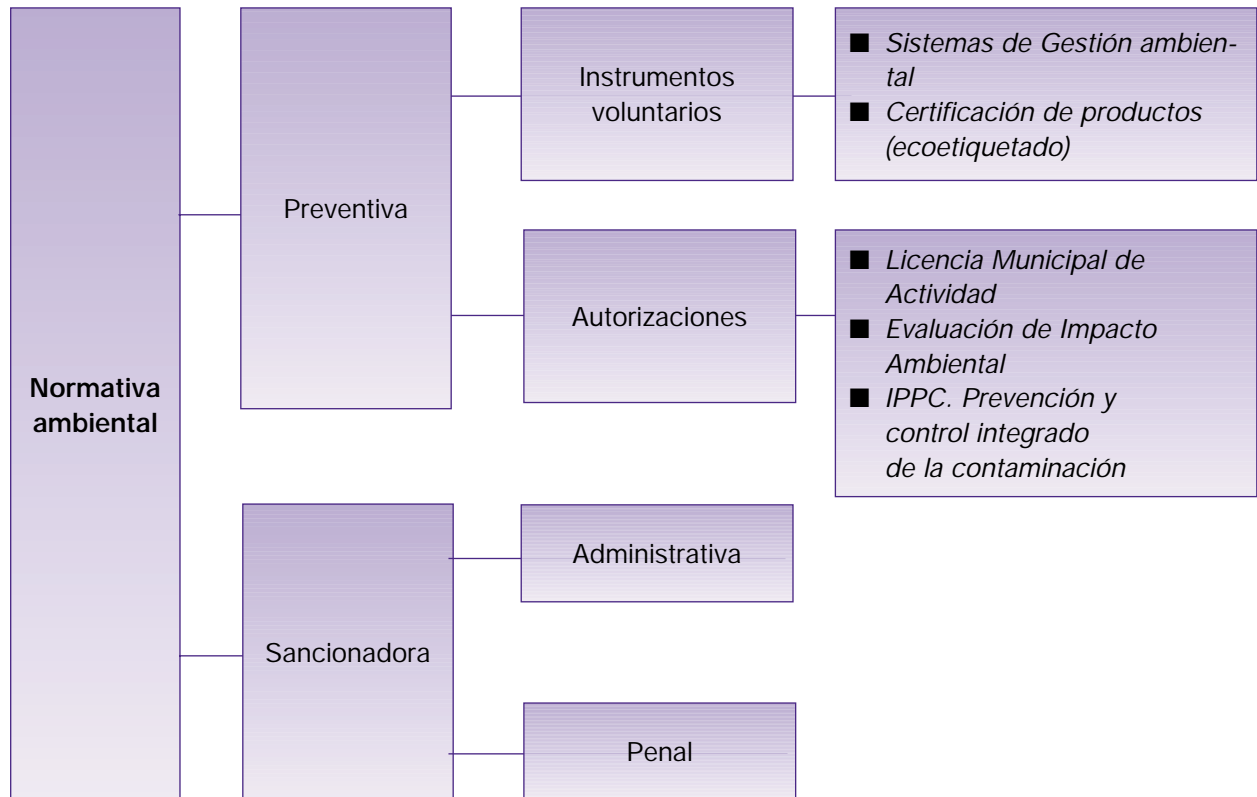 Normativa
ambiental
Preventiva
Instrumentos
voluntarios
■ Sistemas de Gestión ambien-
tal
■ Certificación de productos
(ecoetiquetado)
Autorizaciones
■ Licencia Municipal de
Actividad
■ Evaluación de Impacto
Ambiental
■ IPPC. Prevención y
control integrado
de la contaminación
Sancionadora
Administrativa
Penal